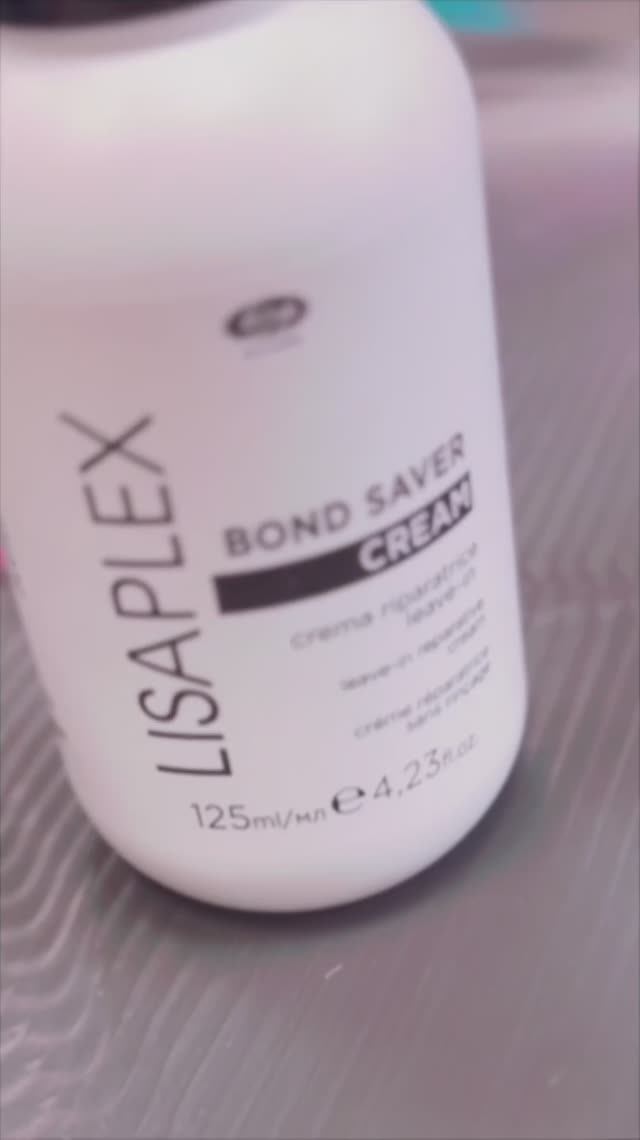 LISAPLEX
BOND SAVER
CREAM
crema riparatrice
leave-in
leave-in reparative
cream
crème réparatrice
sans rinçage
125ml/мл e 4,23fl.oz